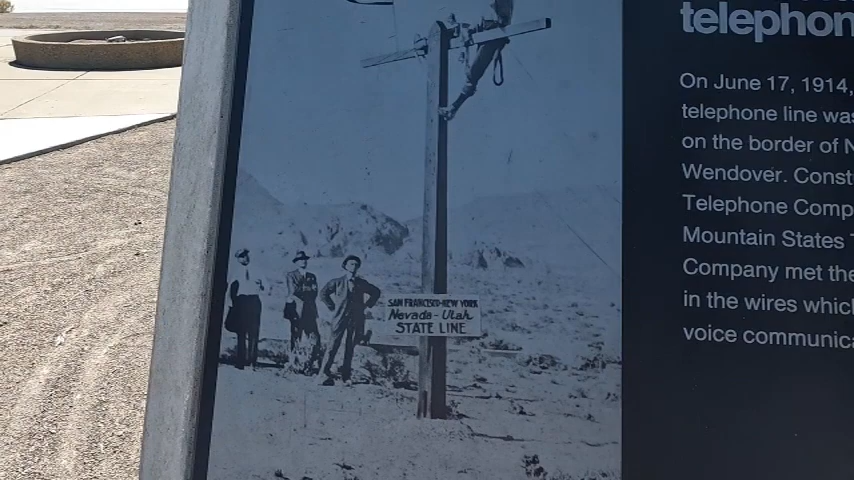 telephon
On June 17, 1914,
telephone line was
on the border of N
Wendover. Const
Telephone Comp
Mountain States T
Company met the
in the wires which
voice communica
SAN FRANCISCO-NEW YORK
Nevada-Utah
STATE LINE